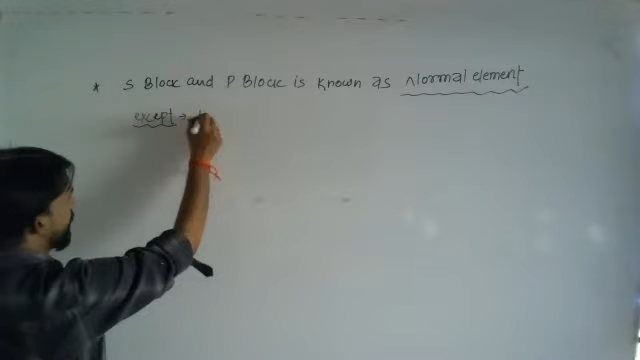 * S Block and P Block is known as Normal element
except →